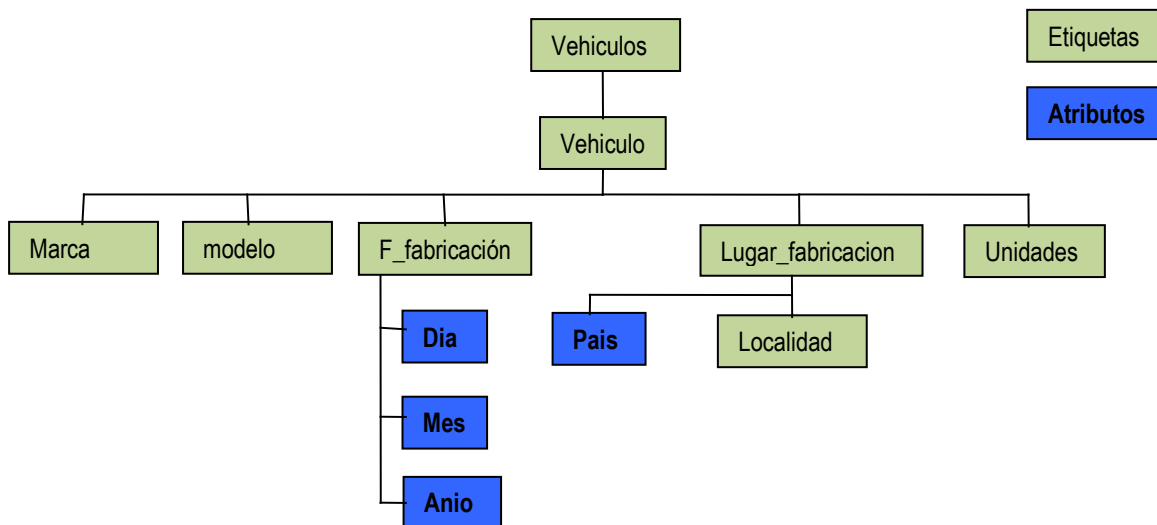 Vehiculos
Etiquetas
Atributos
Vehiculo
Marca
modelo
F_fabricación
Lugar_fabricacion
Unidades
Dia
Pais
Localidad
Mes
Anio